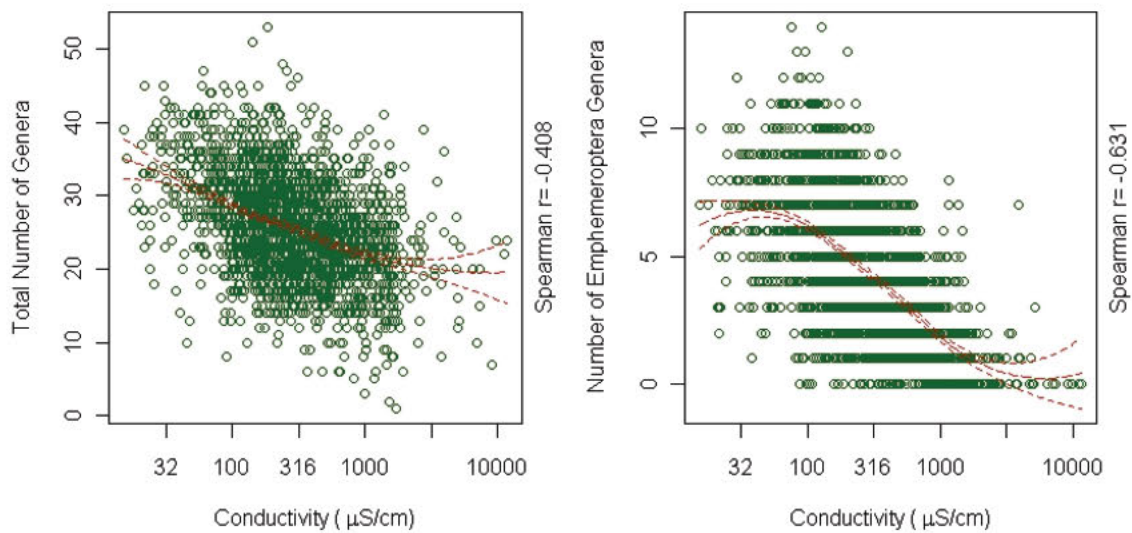 50
40
30
20
10
0
Total Number of Genera
32 100 316 1000 10000
Conductivity ( μS/cm)
Spearman r= -0.408
10
5
0
Number of Emphemeroptera Genera
32 100 316 1000 10000
Conductivity ( μS/cm)
Spearman r= -0.631